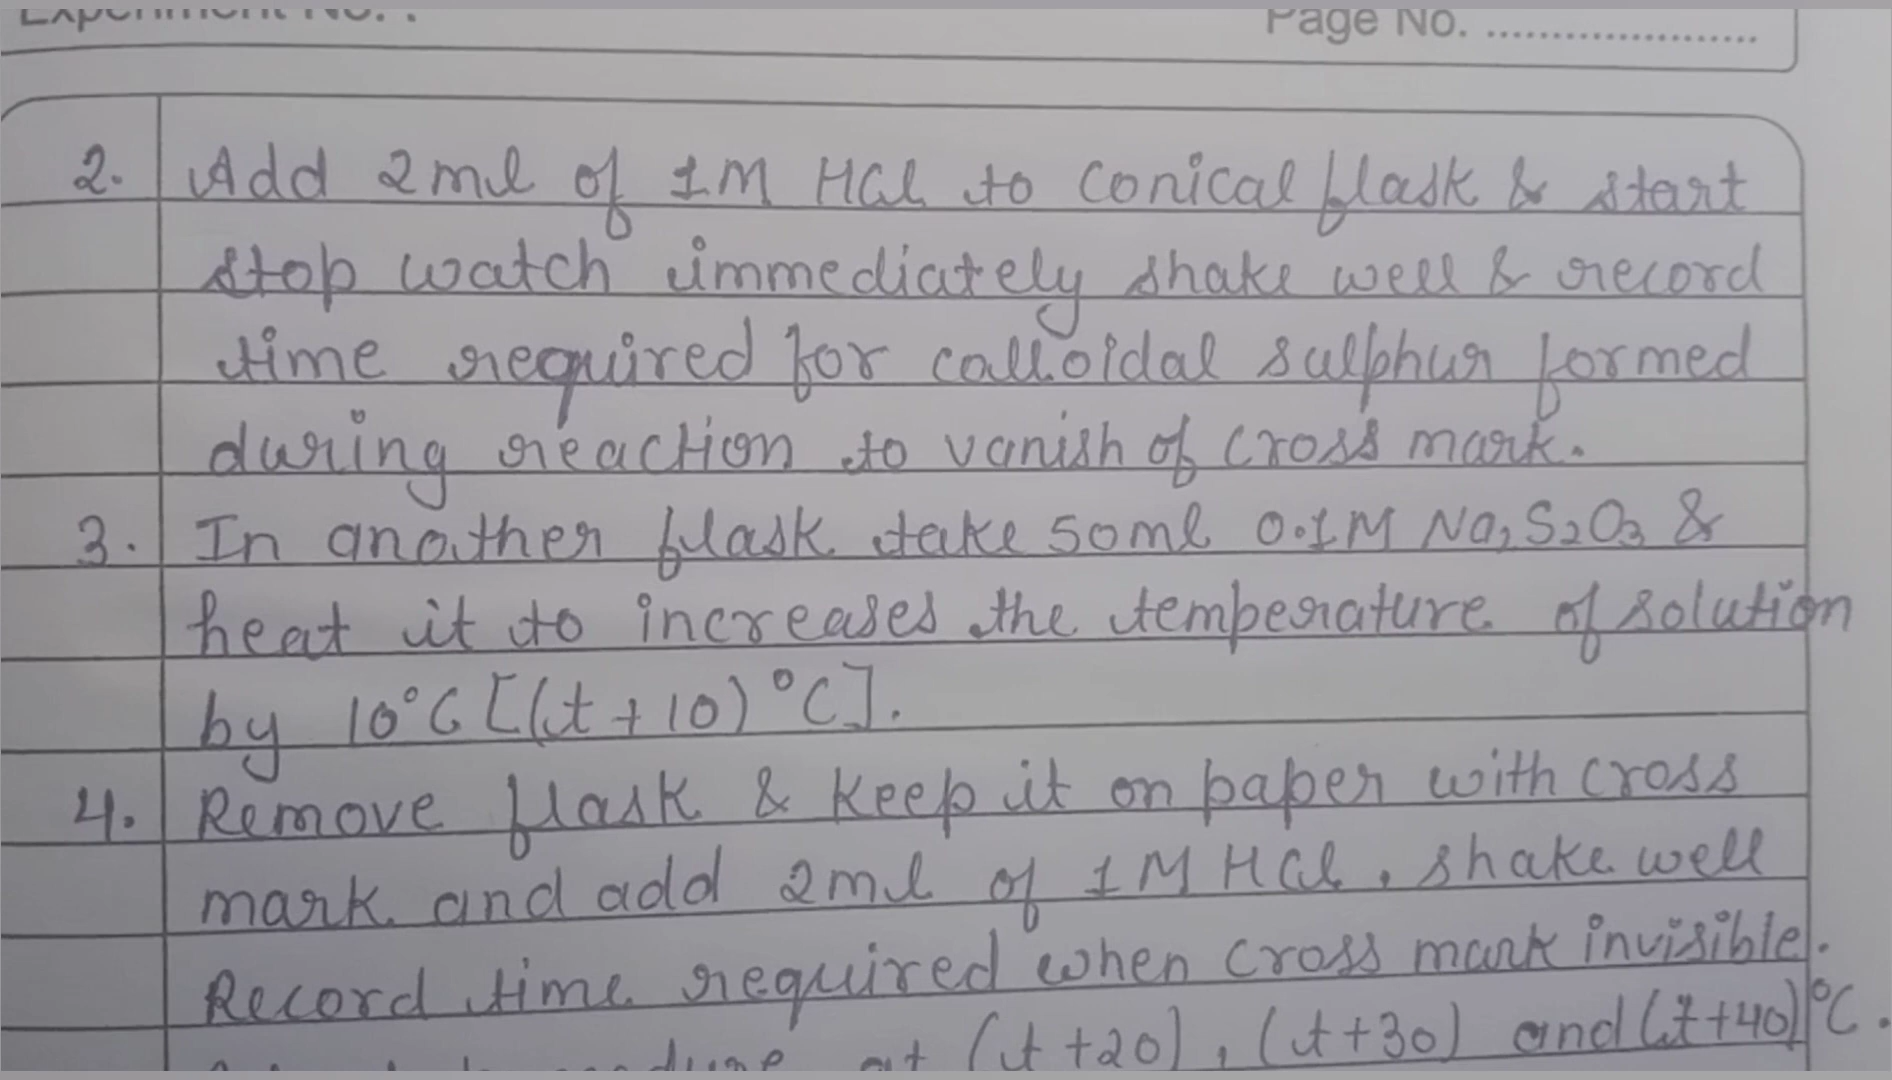 Experiment No. :
Page No. ......................
2. Add 2ml of 1M HCl to conical flask & start
stop watch immediately shake well & record
time required for colloidal sulphur formed
during reaction to vanish of cross mark.
3. In another flask take 50ml 0.1M Na₂S₂O₃ &
heat it to increases the temperature of solution
by 10°C [(t+10) °C].
4. Remove flask & keep it on paper with cross
mark and add 2ml of 1M HCl, shake well
Record time required when cross mark invisible.
at (t+20), (t+30) and (t+40) °C.